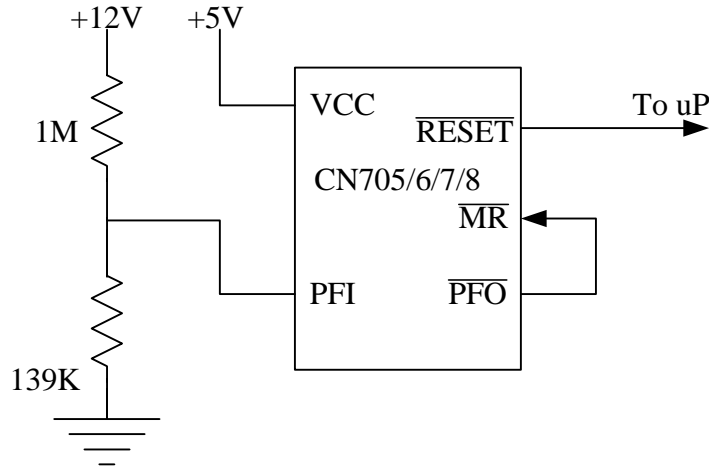 +12V
+5V
1M
VCC
RESET
To uP
CN705/6/7/8
MR
PFI
PFO
139K